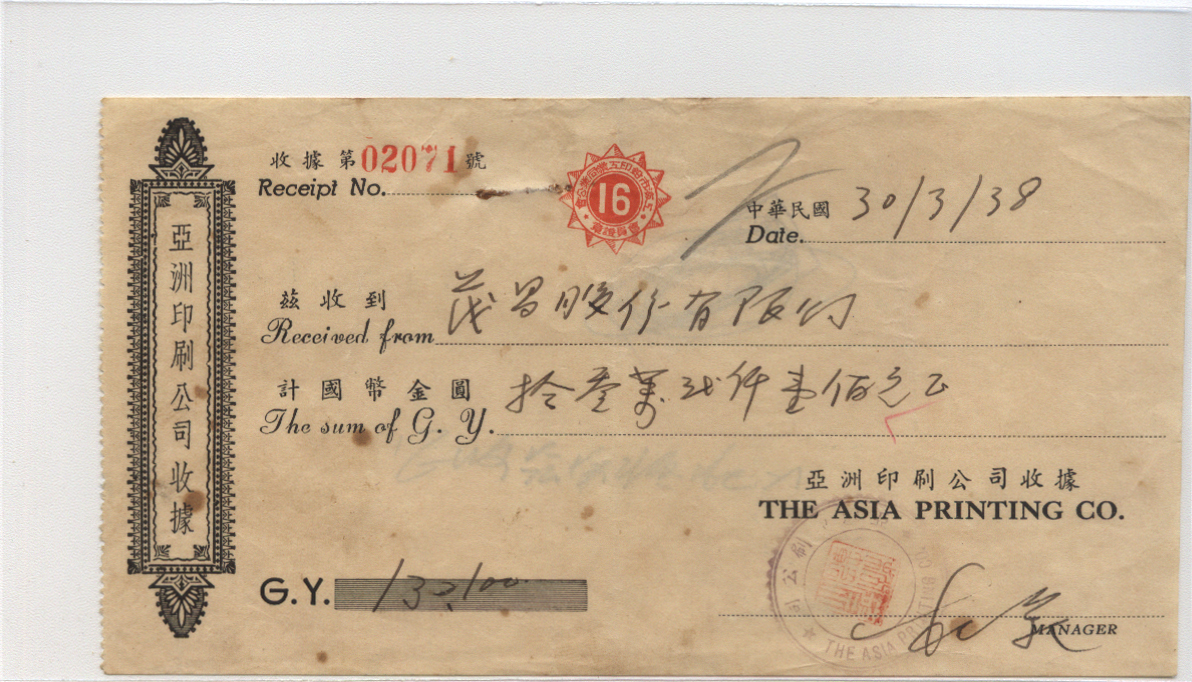 亞洲印刷公司收據
收據 第02071號
Receipt No.
16
中華民國 30/3/38
Date.
茲收到 茂昌股份有限公司
Received from
計國幣金圓 拾叁萬弍仟壹佰元正
The sum of G. Y.
亞洲印刷公司收據
THE ASIA PRINTING CO.
G.Y. 132,100
THE ASIA
MANAGER